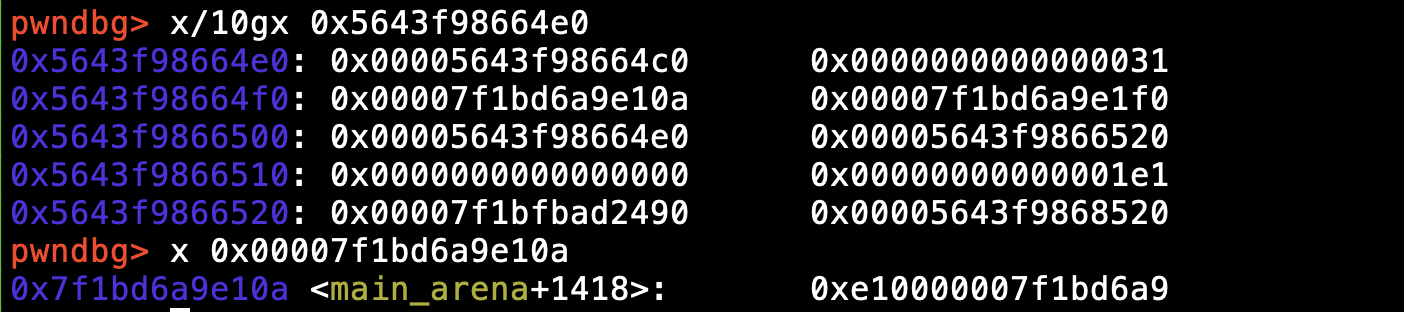 pwndbg> x/10gx 0x5643f98664e0
0x5643f98664e0: 0x00005643f98664c0 0x0000000000000031
0x5643f98664f0: 0x00007f1bd6a9e10a 0x00007f1bd6a9e1f0
0x5643f9866500: 0x00005643f98664e0 0x00005643f9866520
0x5643f9866510: 0x0000000000000000 0x00000000000001e1
0x5643f9866520: 0x00007f1bfbad2490 0x00005643f9868520
pwndbg> x 0x00007f1bd6a9e10a
0x7f1bd6a9e10a <main_arena+1418>: 0xe10000007f1bd6a9